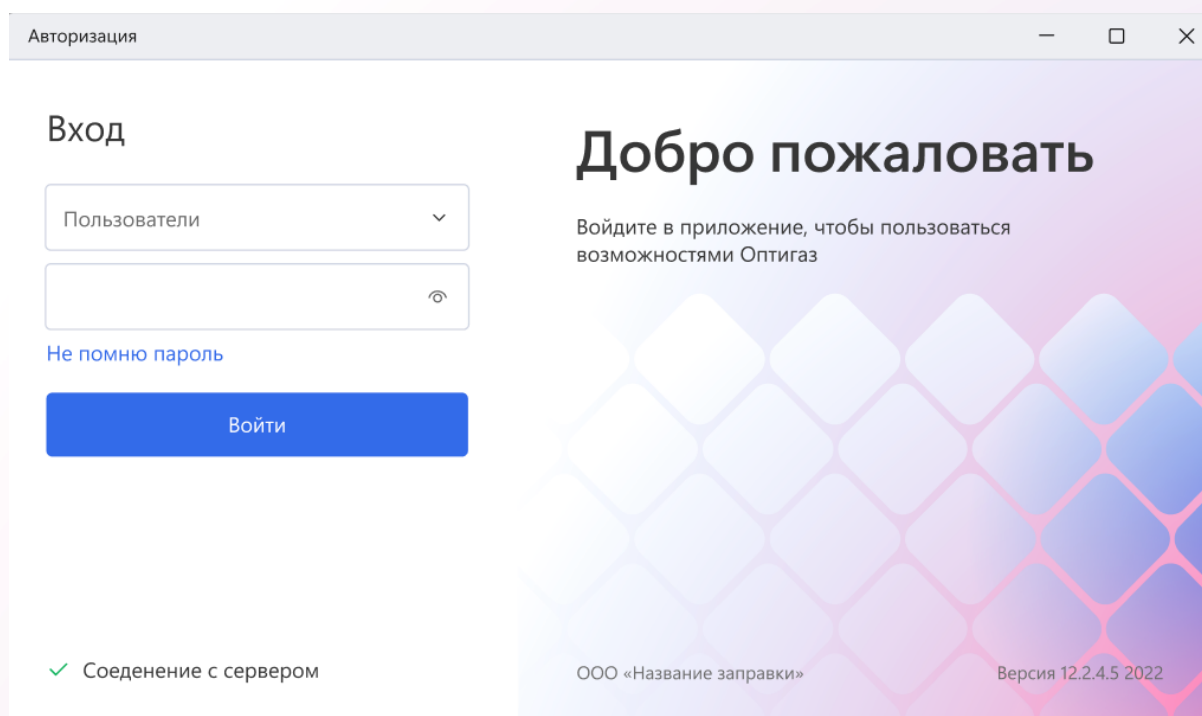 Авторизация
Вход
Пользователи
Не помню пароль
Войти
Соеденение с сервером
Добро пожаловать
Войдите в приложение, чтобы пользоваться
возможностями Оптигаз
ООО «Название заправки»
Версия 12.2.4.5 2022